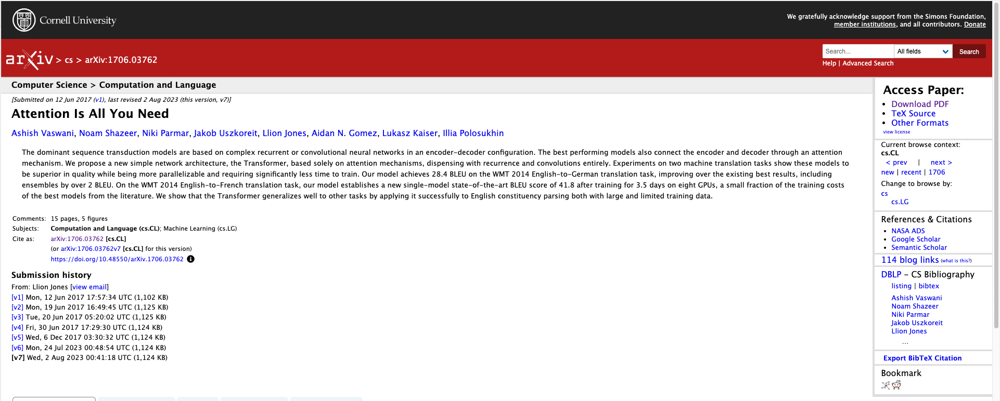 Cornell University
We gratefully acknowledge support from the Simons Foundation,
member institutions, and all contributors. Donate
arXiv > cs > arXiv:1706.03762
Search...
All fields
Search
Help | Advanced Search
Computer Science > Computation and Language
[Submitted on 12 Jun 2017 (v1), last revised 2 Aug 2023 (this version, v7)]
Attention Is All You Need
Ashish Vaswani, Noam Shazeer, Niki Parmar, Jakob Uszkoreit, Llion Jones, Aidan N. Gomez, Lukasz Kaiser, Illia Polosukhin
The dominant sequence transduction models are based on complex recurrent or convolutional neural networks in an encoder-decoder configuration. The best performing models also connect the encoder and decoder through an attention
mechanism. We propose a new simple network architecture, the Transformer, based solely on attention mechanisms, dispensing with recurrence and convolutions entirely. Experiments on two machine translation tasks show these models to
be superior in quality while being more parallelizable and requiring significantly less time to train. Our model achieves 28.4 BLEU on the WMT 2014 English-to-German translation task, improving over the existing best results, including
ensembles by over 2 BLEU. On the WMT 2014 English-to-French translation task, our model establishes a new single-model state-of-the-art BLEU score of 41.8 after training for 3.5 days on eight GPUs, a small fraction of the training costs
of the best models from the literature. We show that the Transformer generalizes well to other tasks by applying it successfully to English constituency parsing both with large and limited training data.
Comments: 15 pages, 5 figures
Subjects: Computation and Language (cs.CL); Machine Learning (cs.LG)
Cite as: arXiv:1706.03762 [cs.CL]
(or arXiv:1706.03762v7 [cs.CL] for this version)
https://doi.org/10.48550/arXiv.1706.03762
Submission history
From: Llion Jones [view email]
[v1] Mon, 12 Jun 2017 17:57:34 UTC (1,102 KB)
[v2] Mon, 19 Jun 2017 16:49:45 UTC (1,125 KB)
[v3] Tue, 20 Jun 2017 05:20:02 UTC (1,125 KB)
[v4] Fri, 30 Jun 2017 17:29:30 UTC (1,124 KB)
[v5] Wed, 6 Dec 2017 03:30:32 UTC (1,124 KB)
[v6] Mon, 24 Jul 2023 00:48:54 UTC (1,124 KB)
[v7] Wed, 2 Aug 2023 00:41:18 UTC (1,124 KB)
Access Paper:
Download PDF
TeX Source
Other Formats
view license
Current browse context:
cs.CL
< prev | next >
new | recent | 1706
Change to browse by:
cs
cs.LG
References & Citations
NASA ADS
Google Scholar
Semantic Scholar
114 blog links (what is this?)
DBLP - CS Bibliography
listing | bibtex
Ashish Vaswani
Noam Shazeer
Niki Parmar
Jakob Uszkoreit
Llion Jones
...
Export BibTeX Citation
Bookmark